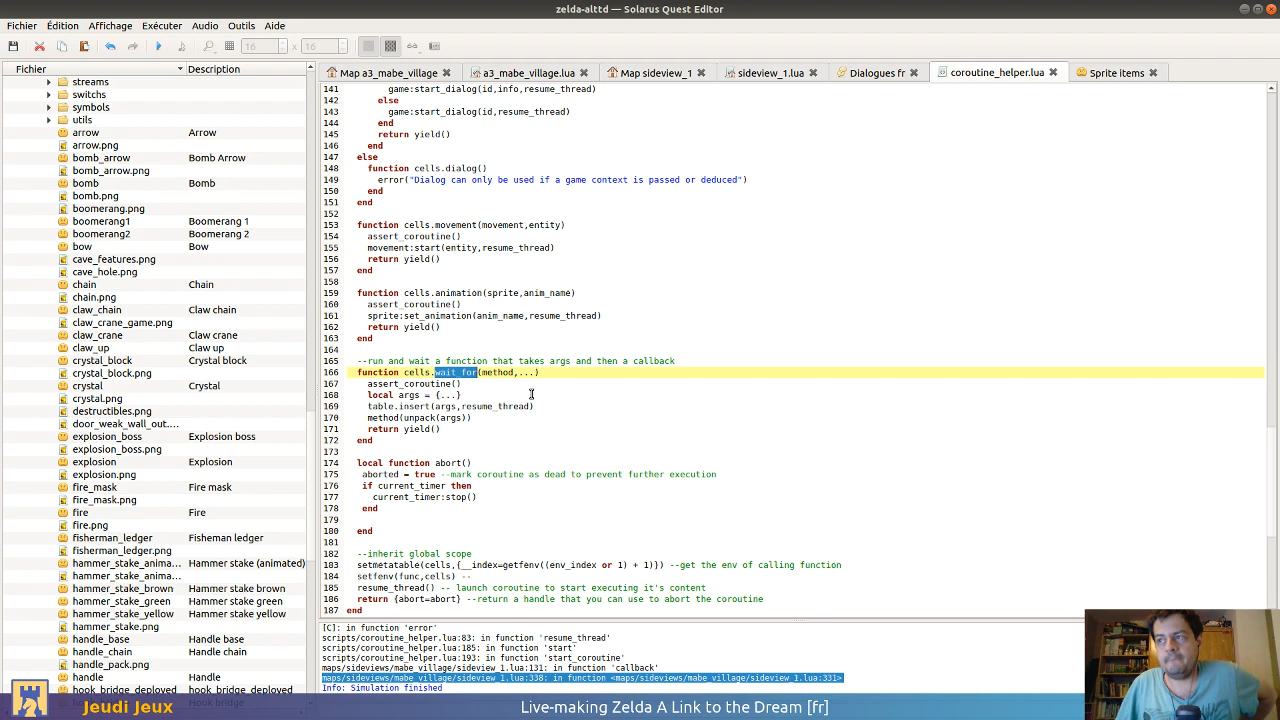 zelda-alttd — Solarus Quest Editor
Fichier Édition Affichage Exécuter Audio Outils Aide
16 x 16
Fichier Description
Map a3_mabe_village a3_mabe_village.lua Map sideview_1 sideview_1.lua Dialogues fr coroutine_helper.lua Sprite items
streams
switchs
symbols
utils
arrow Arrow
arrow.png
bomb_arrow Bomb Arrow
bomb_arrow.png
bomb Bomb
bomb.png
boomerang.png
boomerang1 Boomerang 1
boomerang2 Boomerang 2
bow Bow
cave_features.png
cave_hole.png
chain Chain
chain.png
claw_chain Claw chain
claw_crane_game.png
claw_crane Claw crane
claw_up Claw up
crystal_block Crystal block
crystal_block.png
crystal Crystal
crystal.png
destructibles.png
door_weak_wall_out....
explosion_boss Explosion boss
explosion_boss.png
explosion Explosion
explosion.png
fire_mask Fire mask
fire_mask.png
fire Fire
fire.png
fisherman_ledger Fisheman ledger
fisherman_ledger.png
hammer_stake_anima... Hammer stake (animated)
hammer_stake_anima...
hammer_stake_brown Hammer stake brown
hammer_stake_green Hammer stake green
hammer_stake_yellow Hammer stake yellow
hammer_stake.png
handle_base Handle base
handle_chain Handle chain
handle_pack.png
handle Handle
hook_bridge_deployed Hook bridge deployed
141 game:start_dialog(id,info,resume_thread)
142 else
143 game:start_dialog(id,resume_thread)
144 end
145 return yield()
146 end
147 else
148 function cells.dialog()
149 error("Dialog can only be used if a game context is passed or deduced")
150 end
151 end
152
153 function cells.movement(movement,entity)
154 assert_coroutine()
155 movement:start(entity,resume_thread)
156 return yield()
157 end
158
159 function cells.animation(sprite,anim_name)
160 assert_coroutine()
161 sprite:set_animation(anim_name,resume_thread)
162 return yield()
163 end
164
165 --run and wait a function that takes args and then a callback
166 function cells.wait_for(method,...)
167 assert_coroutine()
168 local args = {...}
169 table.insert(args,resume_thread)
170 method(unpack(args))
171 return yield()
172 end
173
174 local function abort()
175 aborted = true --mark coroutine as dead to prevent further execution
176 if current_timer then
177 current_timer:stop()
178 end
179
180 end
181
182 --inherit global scope
183 setmetatable(cells,{__index=getfenv((env_index or 1) + 1)}) --get the env of calling function
184 setfenv(func,cells) --
185 resume_thread() -- launch coroutine to start executing it's content
186 return {abort=abort} --return a handle that you can use to abort the coroutine
187 end
[C]: in function 'error'
scripts/coroutine_helper.lua:83: in function 'resume_thread'
scripts/coroutine_helper.lua:185: in function 'start'
scripts/coroutine_helper.lua:193: in function 'start_coroutine'
maps/sideviews/mabe_village/sideview_1.lua:131: in function 'callback'
maps/sideviews/mabe_village/sideview_1.lua:338: in function <maps/sideviews/mabe_village/sideview_1.lua:331>
Info: Simulation finished
Jeudi Jeux Live-making Zelda A Link to the Dream [fr]